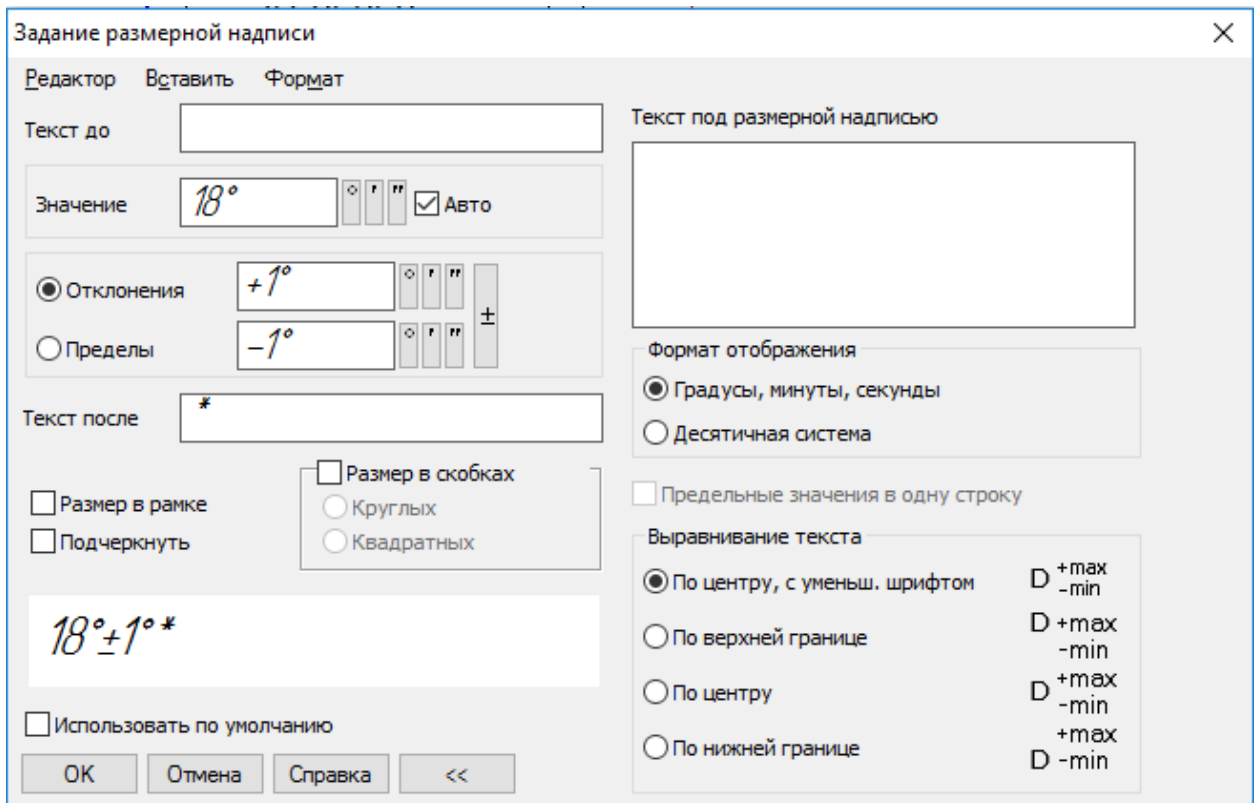 Задание размерной надписи
Редактор Вставить Формат
Текст до
Значение 18° ° ' " Авто
Отклонения +1° ° ' " ±
Пределы −1° ° ' "
Текст после *
Размер в рамке
Подчеркнуть
Размер в скобках
Круглых
Квадратных
18°±1°*
Использовать по умолчанию
OK Отмена Справка <<
Текст под размерной надписью
Формат отображения
Градусы, минуты, секунды
Десятичная система
Предельные значения в одну строку
Выравнивание текста
По центру, с уменьш. шрифтом D +max -min
По верхней границе D +max -min
По центру D +max -min
По нижней границе D +max -min